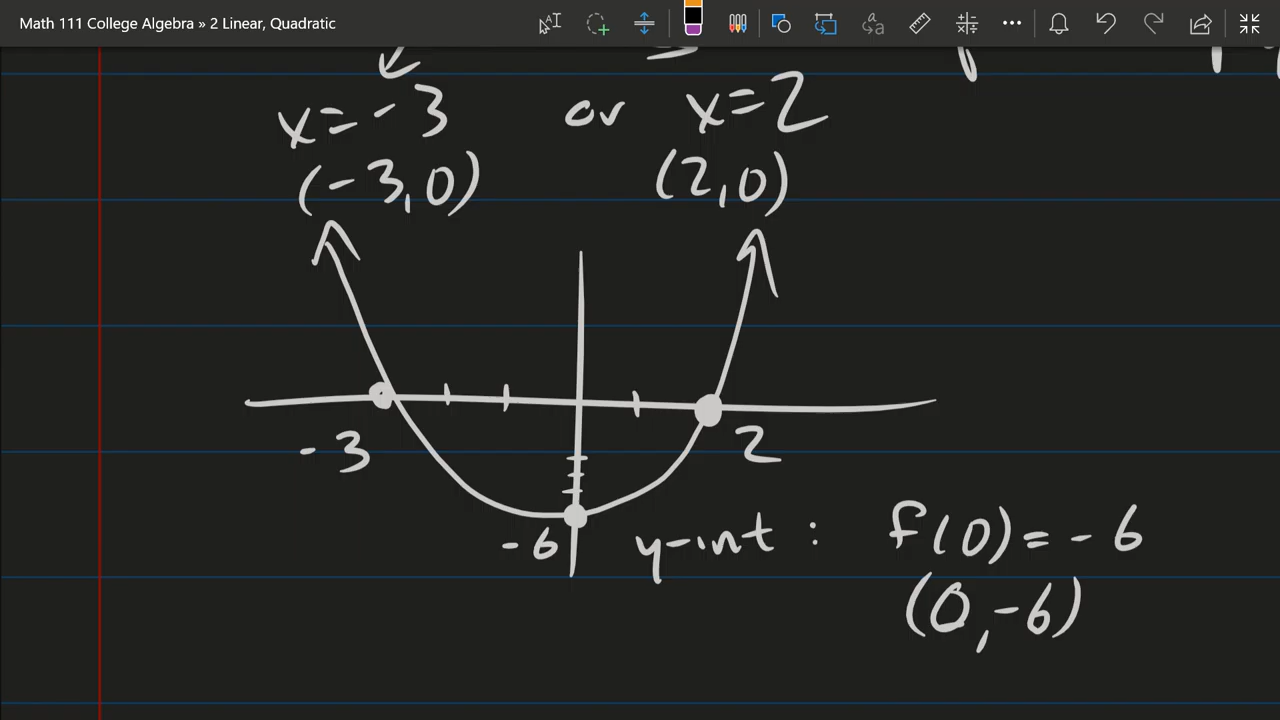 Math 111 College Algebra » 2 Linear, Quadratic
x=-3 or x=2
(-3,0) (2,0)
-3 2
-6 y-int : f(0)=-6
(0,-6)